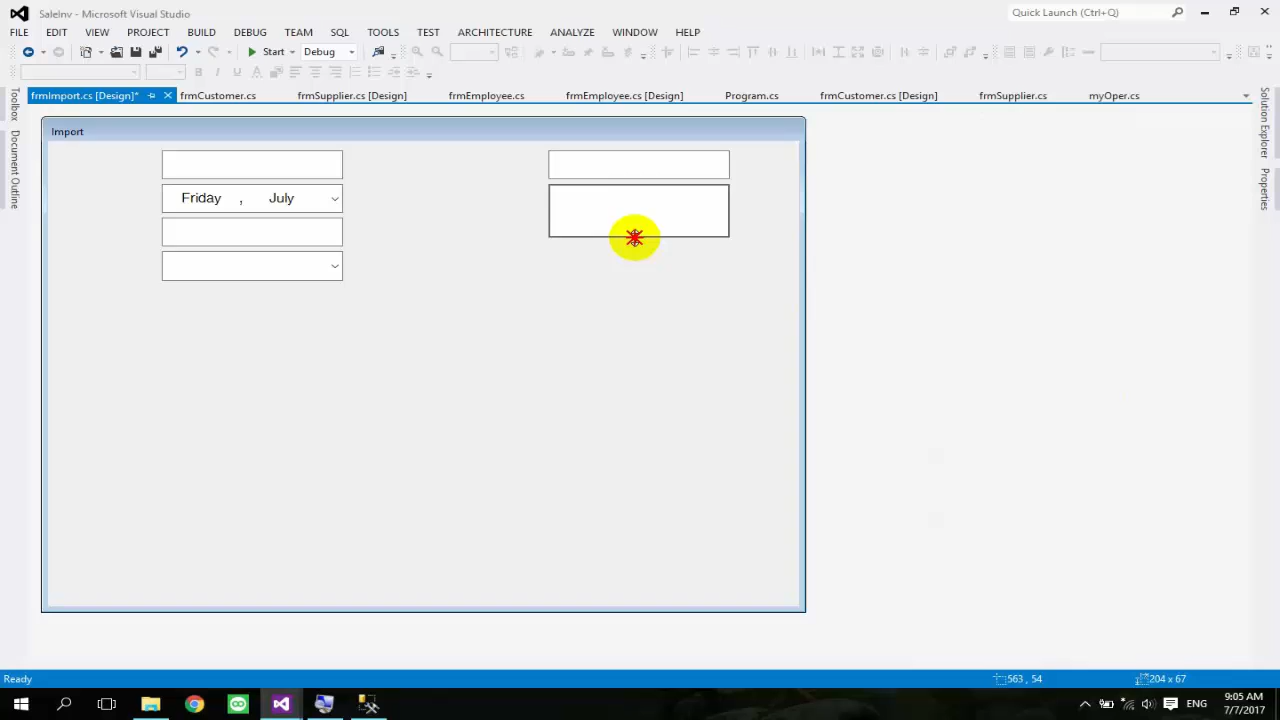 SaleInv - Microsoft Visual Studio
Quick Launch (Ctrl+Q)
FILE EDIT VIEW PROJECT BUILD DEBUG TEAM SQL TOOLS TEST ARCHITECTURE ANALYZE WINDOW HELP
Start Debug
B I U A
frmImport.cs [Design]* frmCustomer.cs frmSupplier.cs [Design] frmEmployee.cs frmEmployee.cs [Design] Program.cs frmCustomer.cs [Design] frmSupplier.cs myOper.cs
Toolbox
Document Outline
Solution Explorer
Properties
Import
Friday , July
Ready 563 , 54 204 x 67
ENG
9:05 AM
7/7/2017